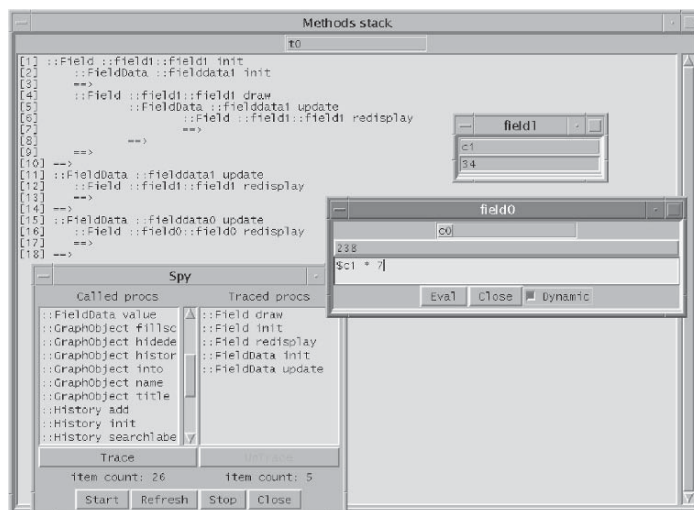 Methods stack
t0
[1] ::Field ::field1::field1 init
[2] ::FieldData ::fielddata1 init
[3] ==>
[4] ::Field ::field1::field1 draw
[5] ::FieldData ::fielddata1 update
[6] ::Field ::field1::field1 redisplay
[7] ==>
[8] ==>
[9] ==>
[10] -->
[11] ::FieldData ::fielddata1 update
[12] ::Field ::field1::field1 redisplay
[13] ==>
[14] -->
[15] ::FieldData ::fielddata0 update
[16] ::Field ::field0::field0 redisplay
[17] ==>
[18] -->
field1
c1
34
field0
c0
238
$c1 * 7
Eval Close Dynamic
Spy
Called procs Traced procs
::FieldData value ::Field draw
::GraphObject fillsc ::Field init
::GraphObject hidede ::Field redisplay
::GraphObject histor ::FieldData init
::GraphObject into ::FieldData update
::GraphObject name
::GraphObject title
::History add
::History init
::History searchlabe
Trace Untrace
item count: 26 item count: 5
Start Refresh Stop Close